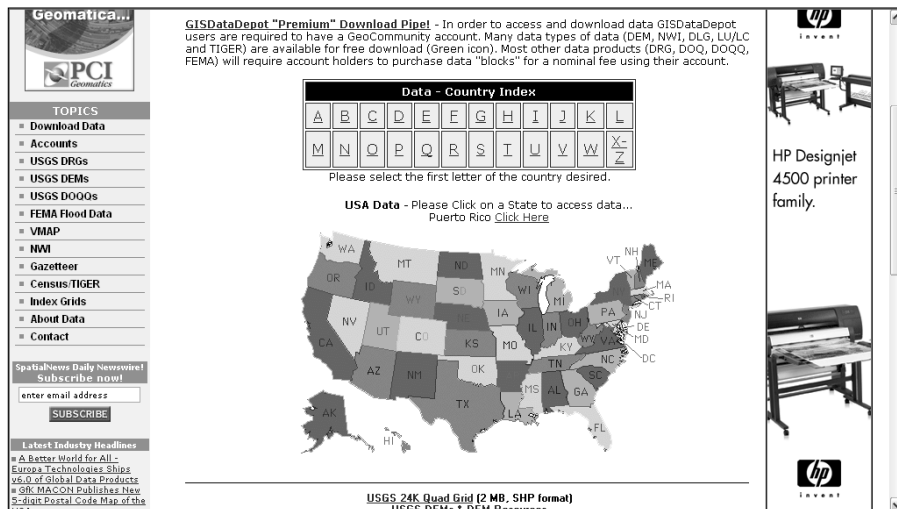 Geomatica...
PCI
Geomatics
TOPICS
Download Data
Accounts
USGS DRGs
USGS DEMs
USGS DOQQs
FEMA Flood Data
VMAP
NWI
Gazetteer
Census/TIGER
Index Grids
About Data
Contact
SpatialNews Daily Newswire!
Subscribe now!
enter email address
SUBSCRIBE
Latest Industry Headlines
A Better World for All -
Europa Technologies Ships
v6.0 of Global Data Products
GfK MACON Publishes New
5-digit Postal Code Map of the
GISDataDepot "Premium" Download Pipe! - In order to access and download data GISDataDepot
users are required to have a GeoCommunity account. Many data types of data (DEM, NWI, DLG, LU/LC
and TIGER) are available for free download (Green icon). Most other data products (DRG, DOQ, DOQQ,
FEMA) will require account holders to purchase data "blocks" for a nominal fee using their account.
Data - Country Index
A B C D E F G H I J K L
M N O P Q R S T U V W X-Z
Please select the first letter of the country desired.
USA Data - Please Click on a State to access data...
Puerto Rico Click Here
WA MT ND MN NH VT ME
OR ID WY SD WI MI MA RI CT
NV UT CO NE IA IL IN OH PA NJ DE MD DC
CA KS MO KY WV VA
AZ NM OK TN NC
TX MS AL GA SC
LA FL
AK HI
USGS 24K Quad Grid (2 MB, SHP format)
USGS DEMs & DEM Resources
hp
invent
HP Designjet
4500 printer
family.
hp
invent